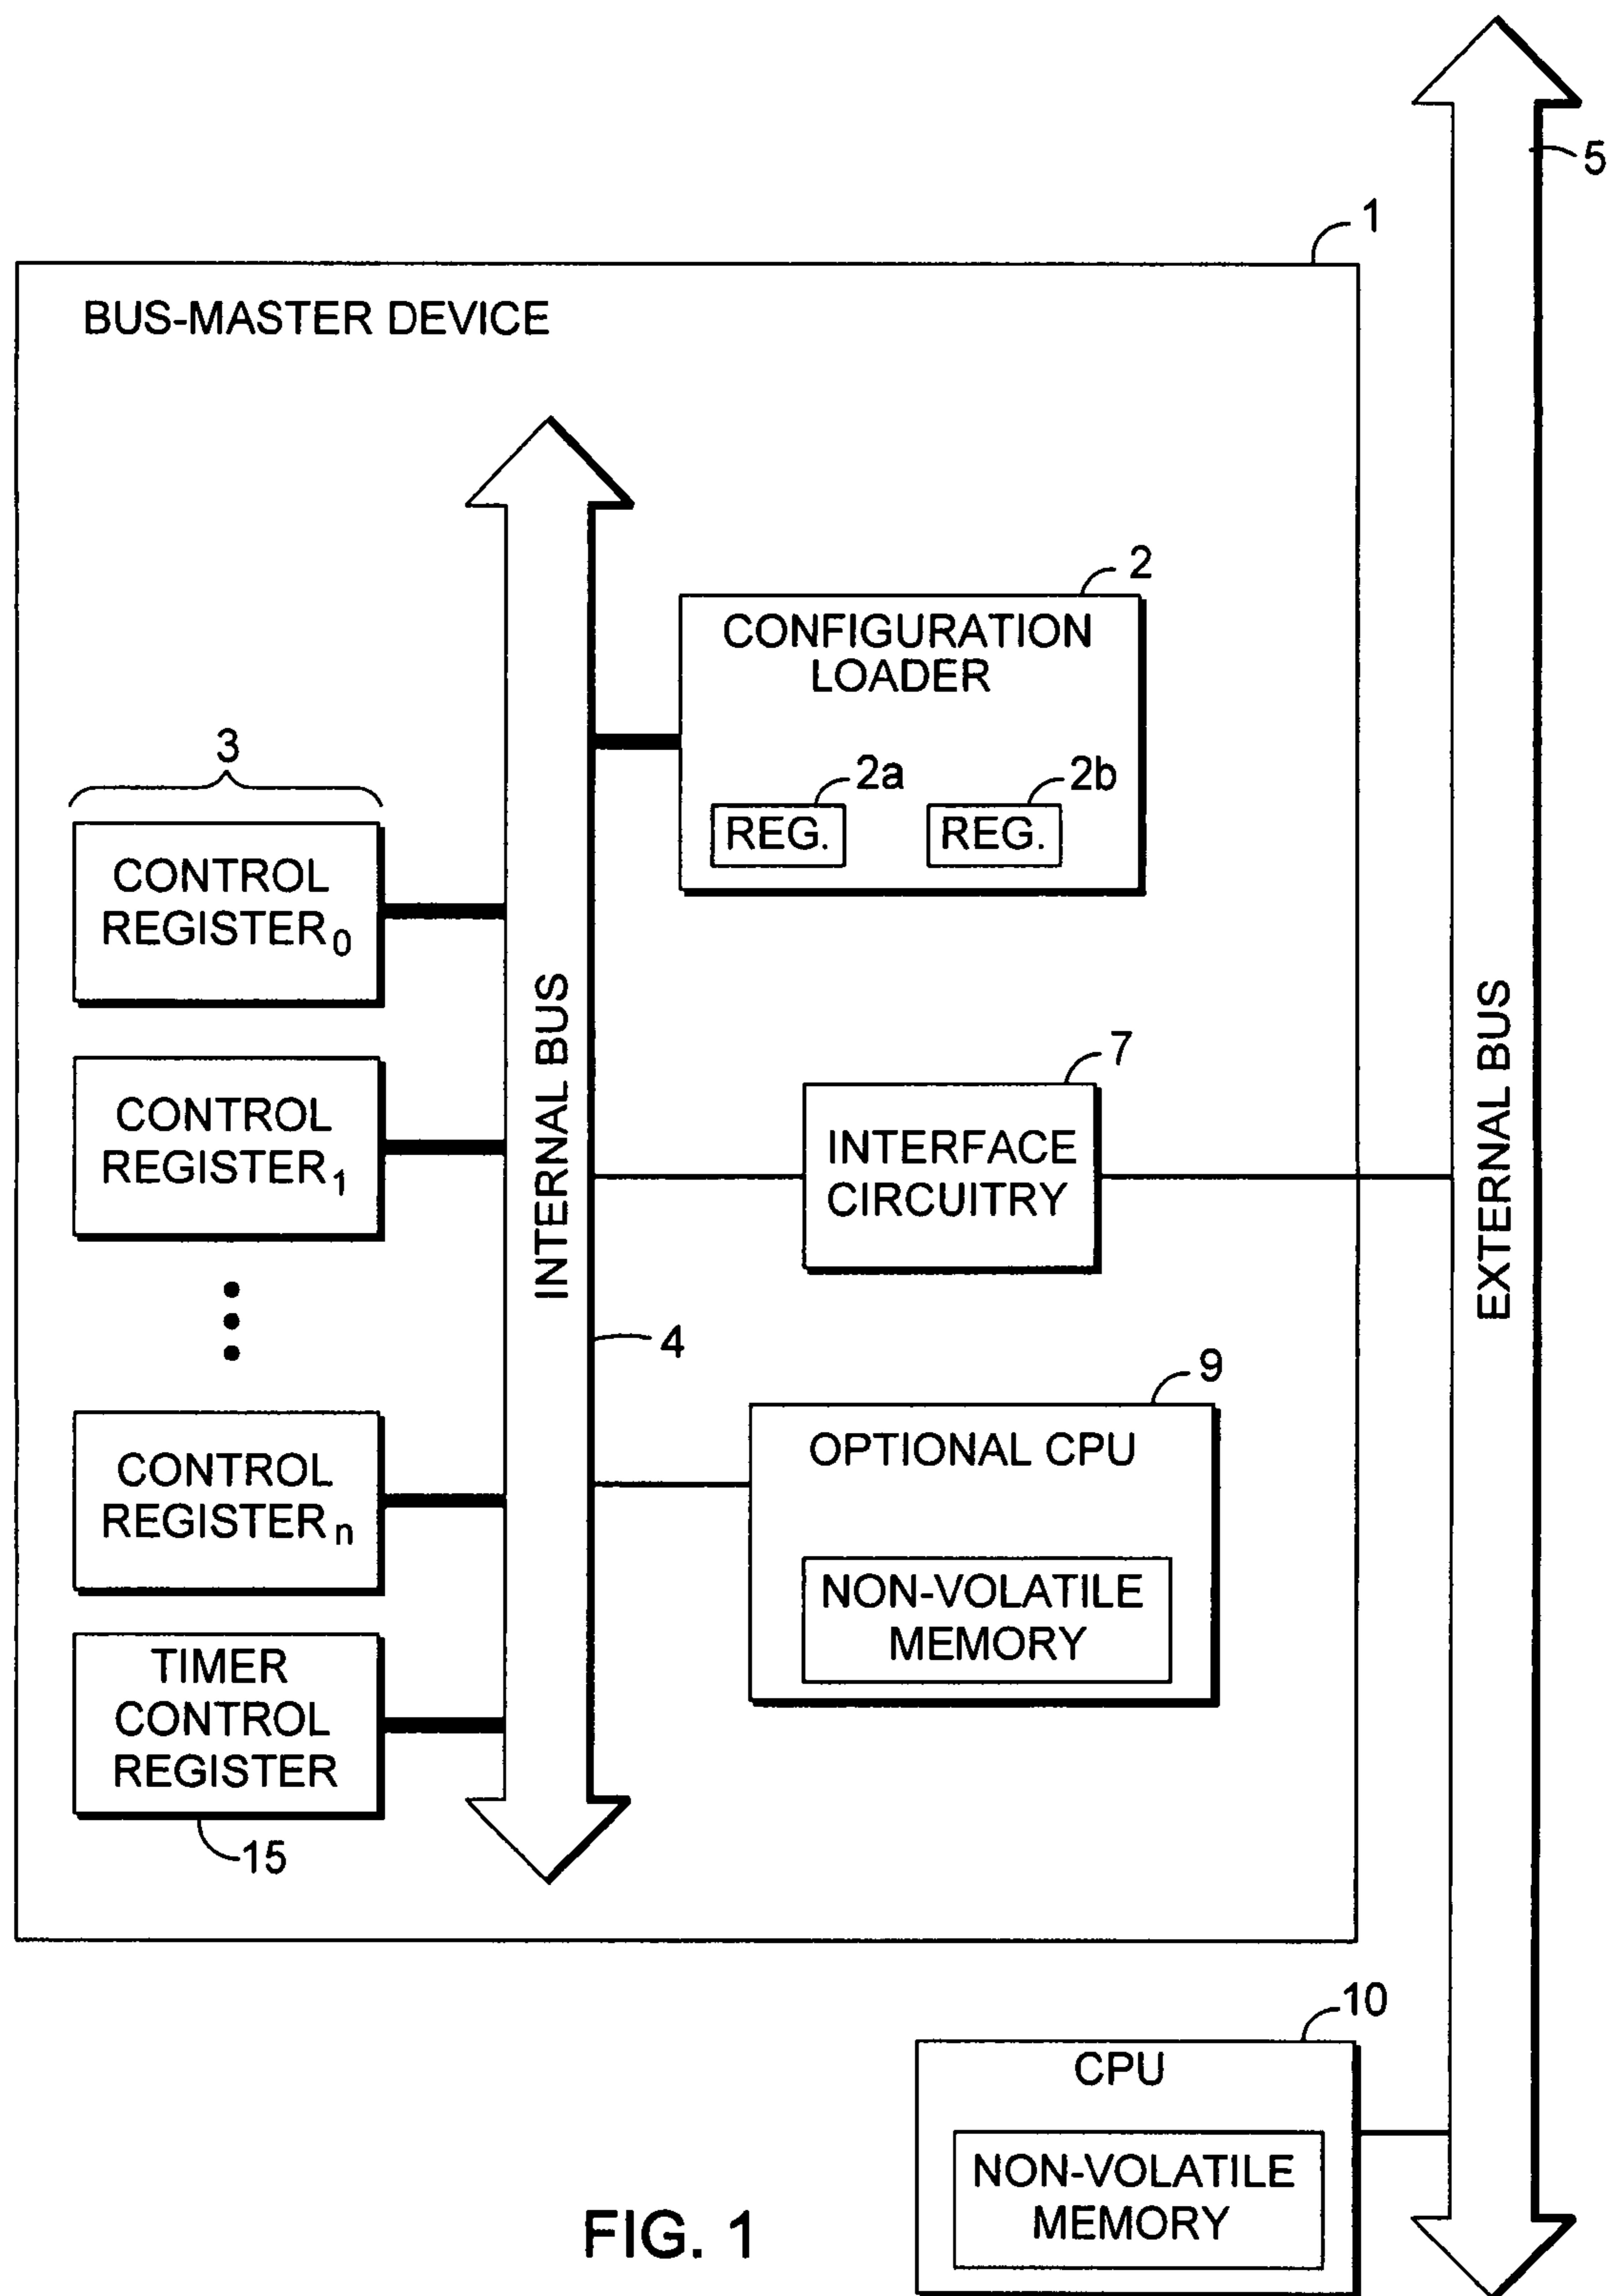 5
1
BUS-MASTER DEVICE
2
CONFIGURATION
LOADER
2a
2b
REG.
REG.
3
CONTROL
REGISTER0
CONTROL
REGISTER1
CONTROL
REGISTERn
TIMER
CONTROL
REGISTER
15
INTERNAL BUS
4
7
INTERFACE
CIRCUITRY
9
OPTIONAL CPU
NON-VOLATILE
MEMORY
EXTERNAL BUS
10
CPU
NON-VOLATILE
MEMORY
FIG. 1